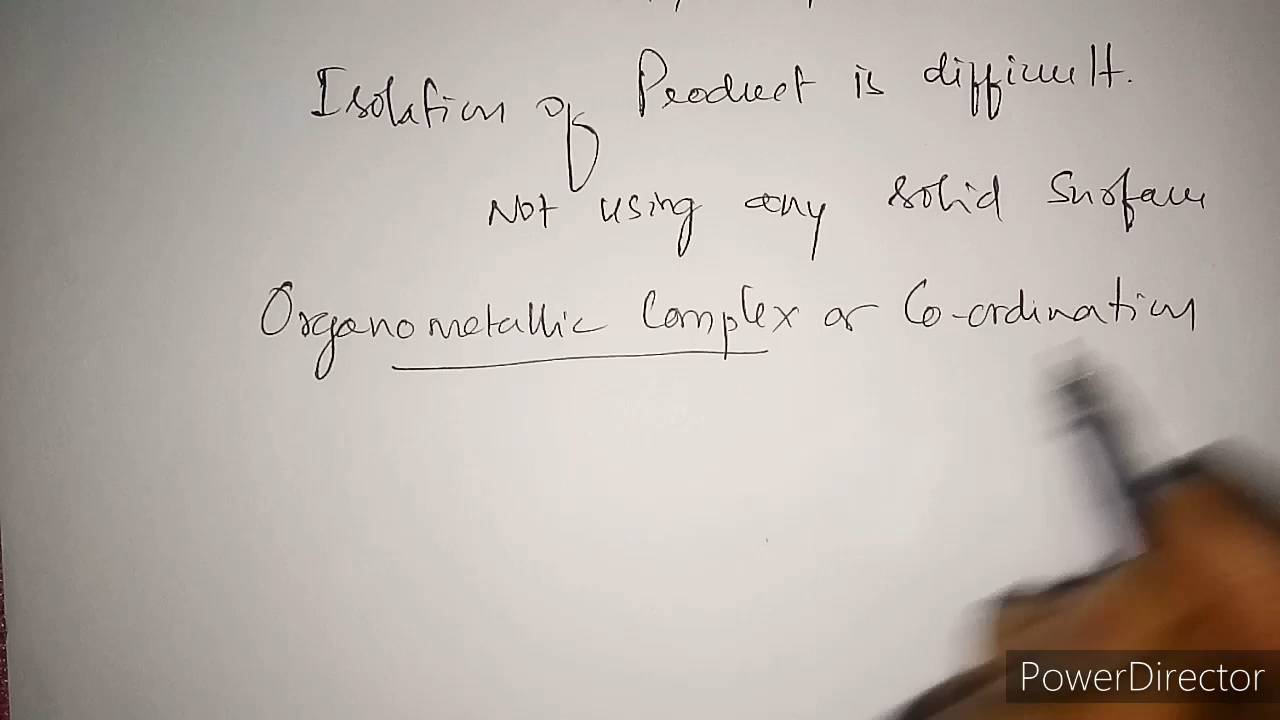 Isolation of Product is difficult.
Not using any solid surface
Organometallic Complex or Co-ordination
PowerDirector